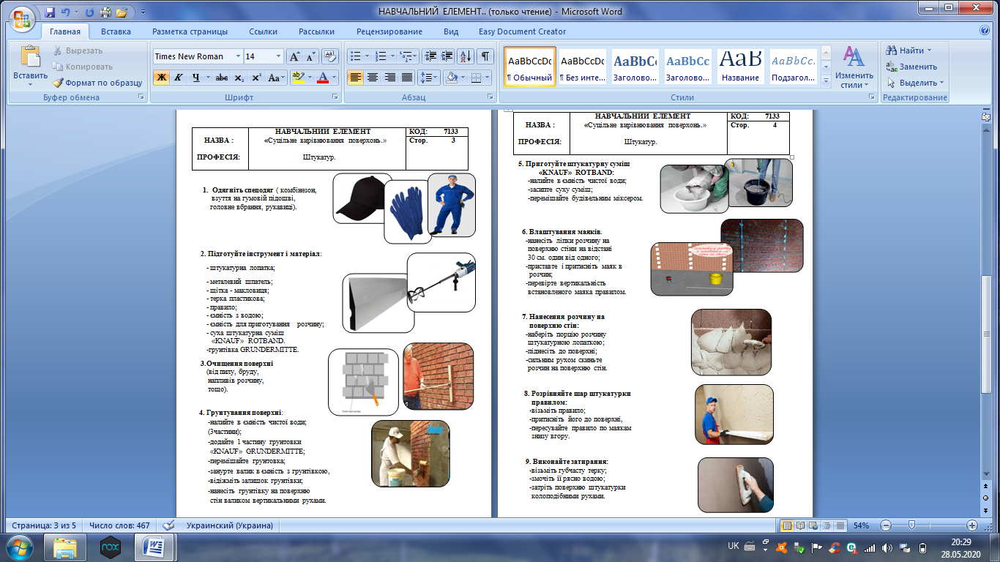 НАВЧАЛЬНИЙ ЕЛЕМЕНТ.. (только чтение) - Microsoft Word
Главная Вставка Разметка страницы Ссылки Рассылки Рецензирование Вид Easy Document Creator
Вставить
Вырезать
Копировать
Формат по образцу
Буфер обмена
Times New Roman 14
Ж К Ч abc x₂ x² Aa
Шрифт
Абзац
AaBbCcDc AaBbCcDc AaBbC AaBbCc AaB AaBbCc.
¶ Обычный ¶ Без инте... Заголово... Заголово... Название Подзагол...
Стили
Изменить стили
Найти
Заменить
Выделить
Редактирование
НАЗВА :
ПРОФЕСІЯ:
НАВЧАЛЬНИЙ ЕЛЕМЕНТ
«Суцільне вирівнювання поверхонь.»
Штукатур.
КОД: 7133
Стор. 3
1. Одягніть спецодяг ( комбінезон,
взуття на гумовій підошві,
головне вбрання, рукавиці).
2. Підготуйте інструмент і матеріал:
- штукатурна лопатка;
- металевий шпатель;
- щітка - макловиця;
- терка пластикова;
- правило;
- ємність з водою;
- ємність для приготування розчину;
- суха штукатурна суміш
«KNAUF» ROTBAND.
-грунтівка GRUNDERMITTE.
3.Очищення поверхні
(від пилу, бруду,
напливів розчину,
тощо).
4. Грунтування поверхні:
-налийте в ємність чистої води;
(3частини);
-додайте 1 частину грунтовки
«KNAUF» GRUNDERMITTE;
-перемішайте грунтовка;
-занурте валик в ємність з грунтівкою,
-відіжміть залишок грунтівки;
-нанесіть грунтівку на поверхню
стін валиком вертикальними рухами.
НАЗВА :
ПРОФЕСІЯ:
НАВЧАЛЬНИЙ ЕЛЕМЕНТ
«Суцільне вирівнювання поверхонь.»
Штукатур.
КОД: 7133
Стор. 4
5. Приготуйте штукатурну суміш
«KNAUF» ROTBAND:
-налийте в ємність чистої води;
-засипте суху суміш;
-перемішайте будівельним міксером.
6. Влаштування маяків.
-нанесіть ліпки розчину на
поверхню стіни на відстані
30 см. один від одного;
-приставте і притисніть маяк в
розчин;
-перевірте вертикальність
встановленого маяка правилом.
7. Нанесення розчину на
поверхню стін:
-наберіть порцію розчину
штукатурною лопаткою;
-піднесіть до поверхні;
-сильним рухом скиньте
розчин на поверхню стін.
8. Розрівняйте шар штукатурки
правилом:
-візьміть правило;
-притисніть його до поверхні,
-пересувайте правило по маякам
знизу вгору.
9. Виконайте затирання:
-візьміть губчасту терку;
-змочіть її рясно водою;
-затріть поверхню штукатурки
колоподібними рухами.
Страница: 3 из 5 Число слов: 467 Украинский (Украина) 54%
nox
UK
20:29
28.05.2020